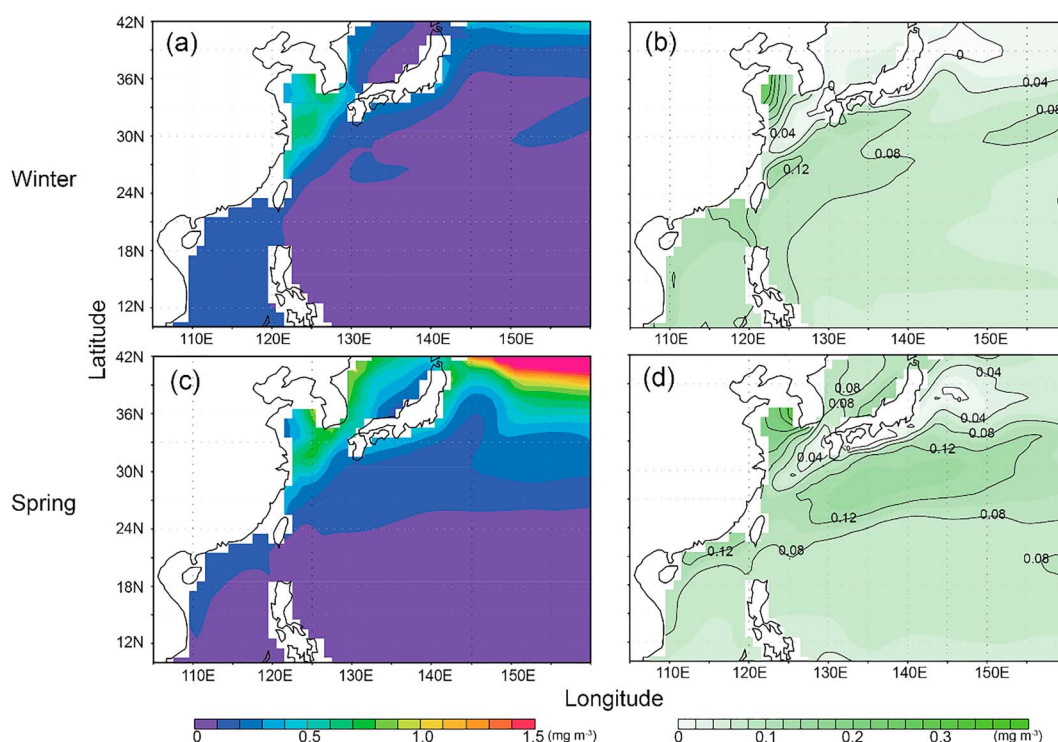 42N
36N
30N
24N
18N
12N
(a)
(b)
0
0
0.04
0.08
0.04
0.08
0.12
Winter
110E 120E 130E 140E 150E
110E 120E 130E 140E 150E
Latitude
42N
36N
30N
24N
18N
12N
(c)
(d)
0.08
0.08
0.04
0.04
0.08
0.04
0.12
0.12
0.08
0.12
0.08
0.08
Spring
110E 120E 130E 140E 150E
110E 120E 130E 140E 150E
Longitude
0 0.5 1.0 1.5 (mg m-3)
0 0.1 0.2 0.3 (mg m-3)